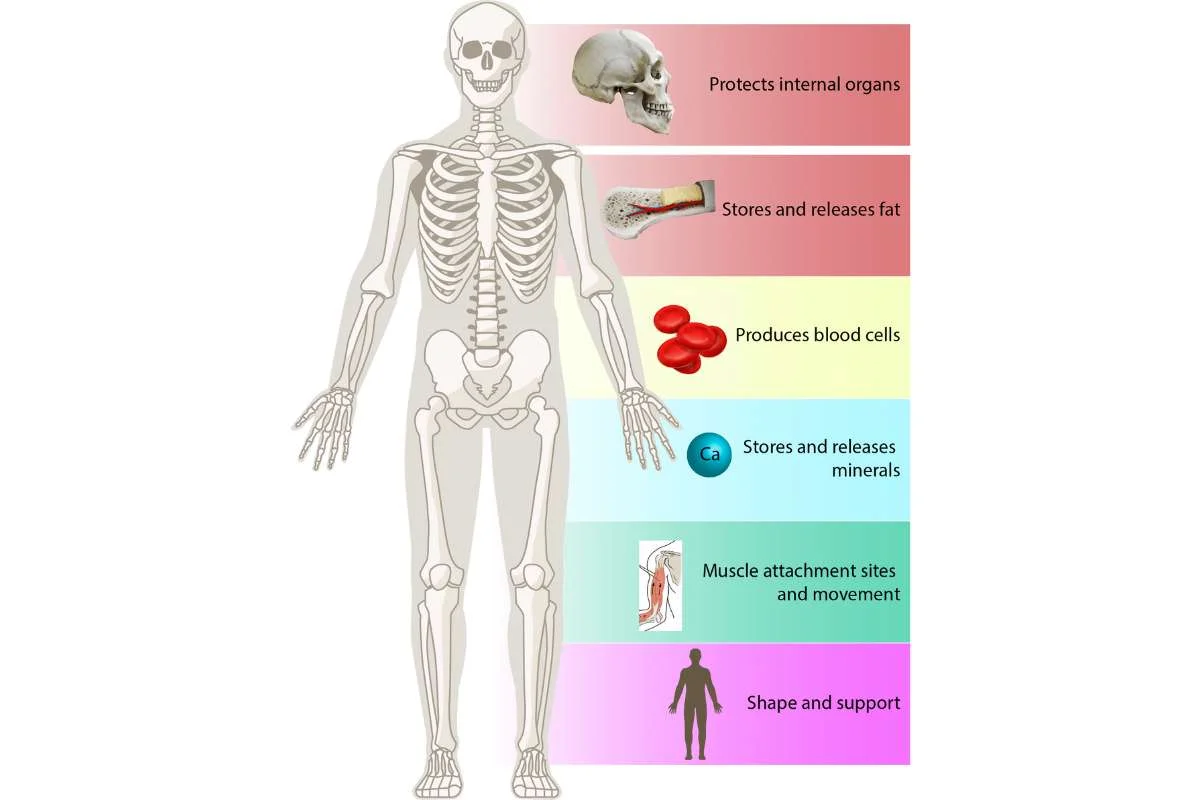 Protects internal organs
Stores and releases fat
Produces blood cells
Ca
Stores and releases
minerals
Muscle attachment sites
and movement
Shape and support